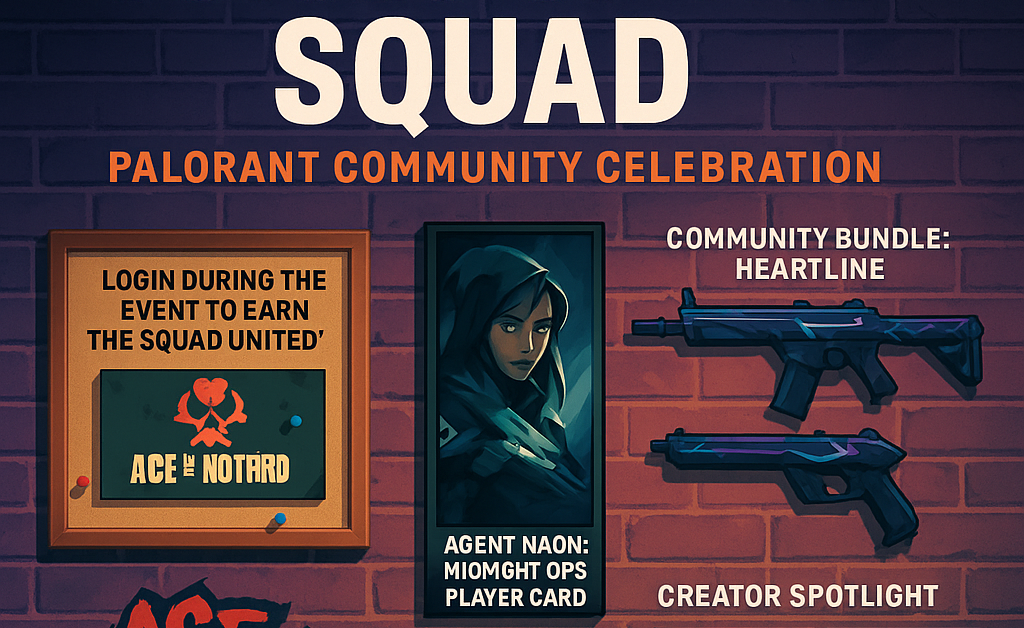 SQUAD
PALORANT COMMUNITY CELEBRATION
LOGIN DURING THE
EVENT TO EARN
THE SQUAD UNITED’
ACE THE NOTARD
AGENT NAON:
MIOMGHT OPS
PLAYER CARD
COMMUNITY BUNDLE:
HEARTLINE
CREATOR SPOTLIGHT